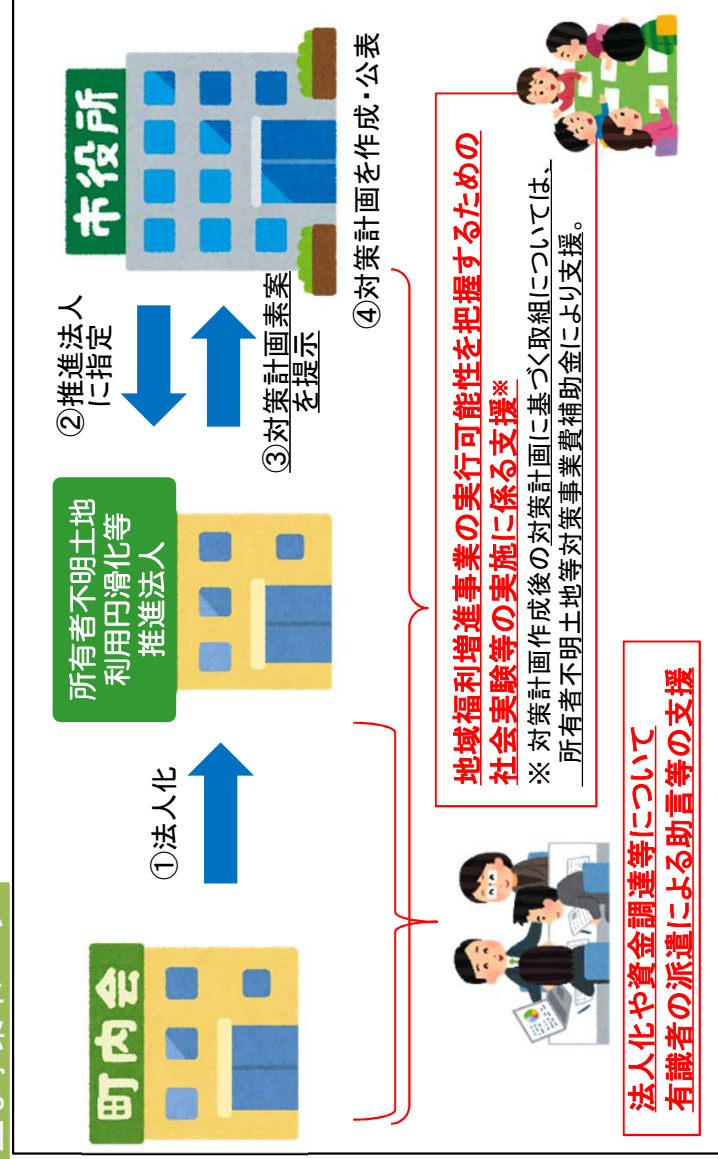 町内会
①法人化
所有者不明土地
利用円滑化等
推進法人
②推進法人
に指定
③対策計画素案
を提示
市役所
④対策計画を作成・公表
法人化や資金調達等について
有識者の派遣による助言等の支援
地域福利増進事業の実行可能性を把握するための
社会実験等の実施に係る支援※
※ 対策計画作成後の対策計画に基づく取組については、
所有者不明土地等対策事業費補助金により支援。